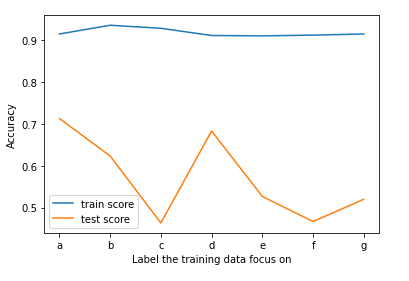 0.9
0.8
0.7
0.6
0.5
Accuracy
train score
test score
a b c d e f g
Label the training data focus on